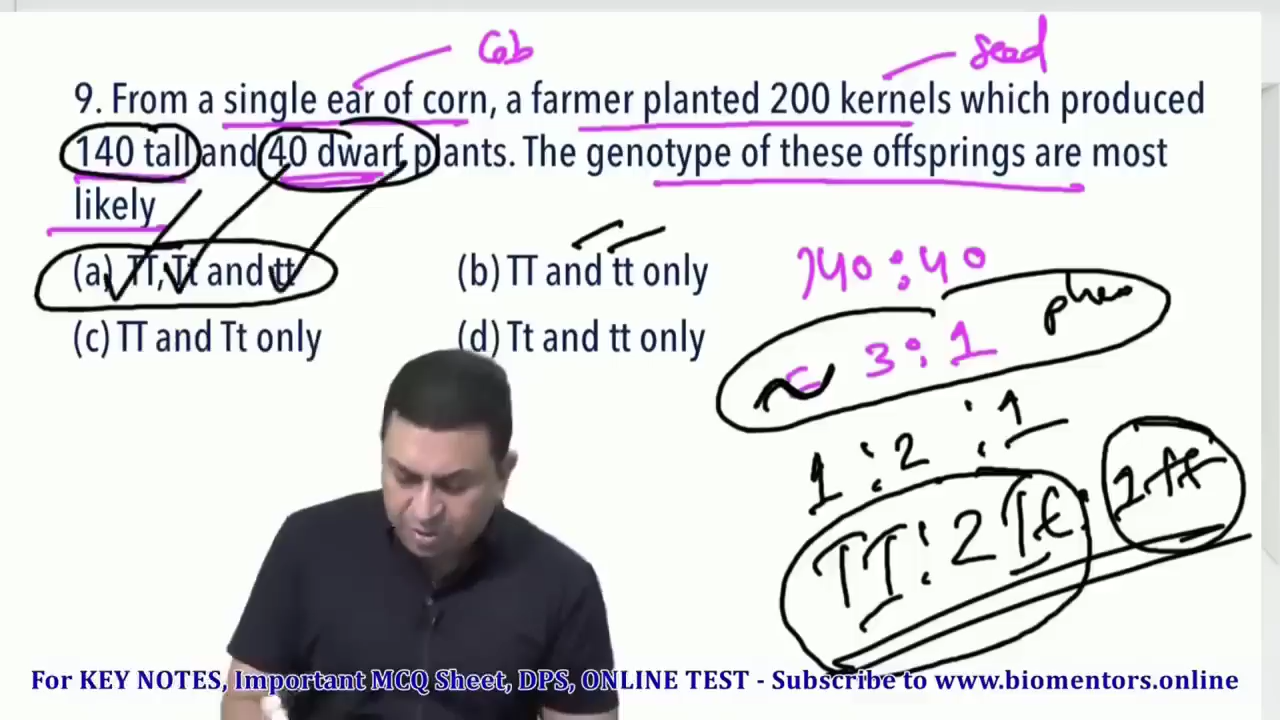 Cob
seed
9. From a single ear of corn, a farmer planted 200 kernels which produced
140 tall and 40 dwarf plants. The genotype of these offsprings are most
likely
(a) TT, Tt and tt
(b) TT and tt only
(c) TT and Tt only
(d) Tt and tt only
140 : 40
pheno
≈ 3 : 1
1 : 2 : 1
TT : 2 Tt : 1 tt
For KEY NOTES, Important MCQ Sheet, DPS, ONLINE TEST - Subscribe to www.biomentors.online